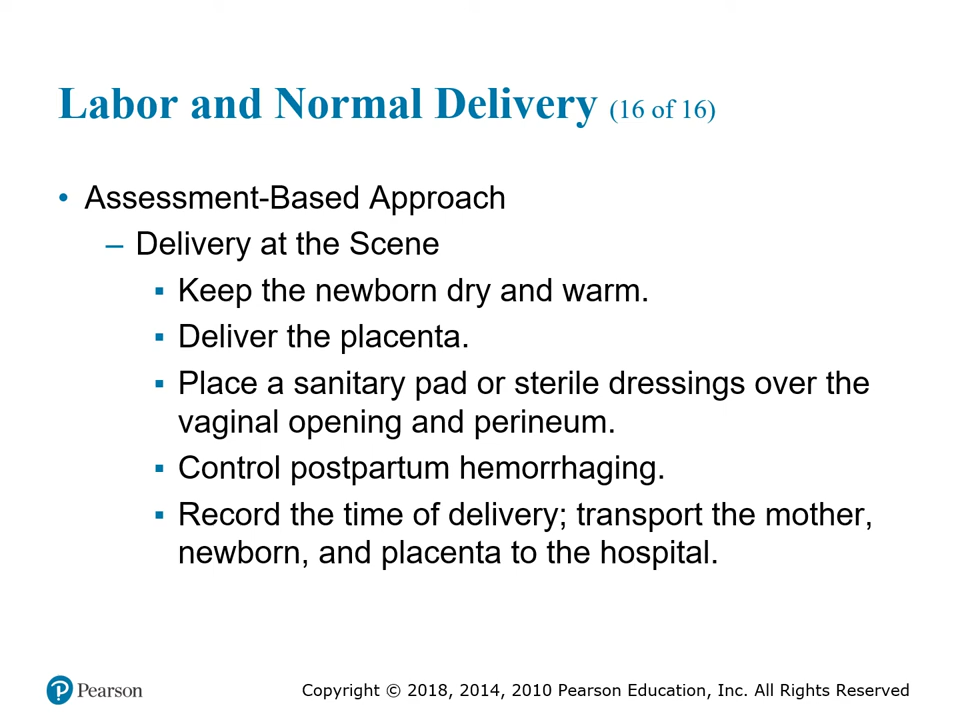 Labor and Normal Delivery (16 of 16)
• Assessment-Based Approach
– Delivery at the Scene
▪ Keep the newborn dry and warm.
▪ Deliver the placenta.
▪ Place a sanitary pad or sterile dressings over the
vaginal opening and perineum.
▪ Control postpartum hemorrhaging.
▪ Record the time of delivery; transport the mother,
newborn, and placenta to the hospital.
Pearson
Copyright © 2018, 2014, 2010 Pearson Education, Inc. All Rights Reserved